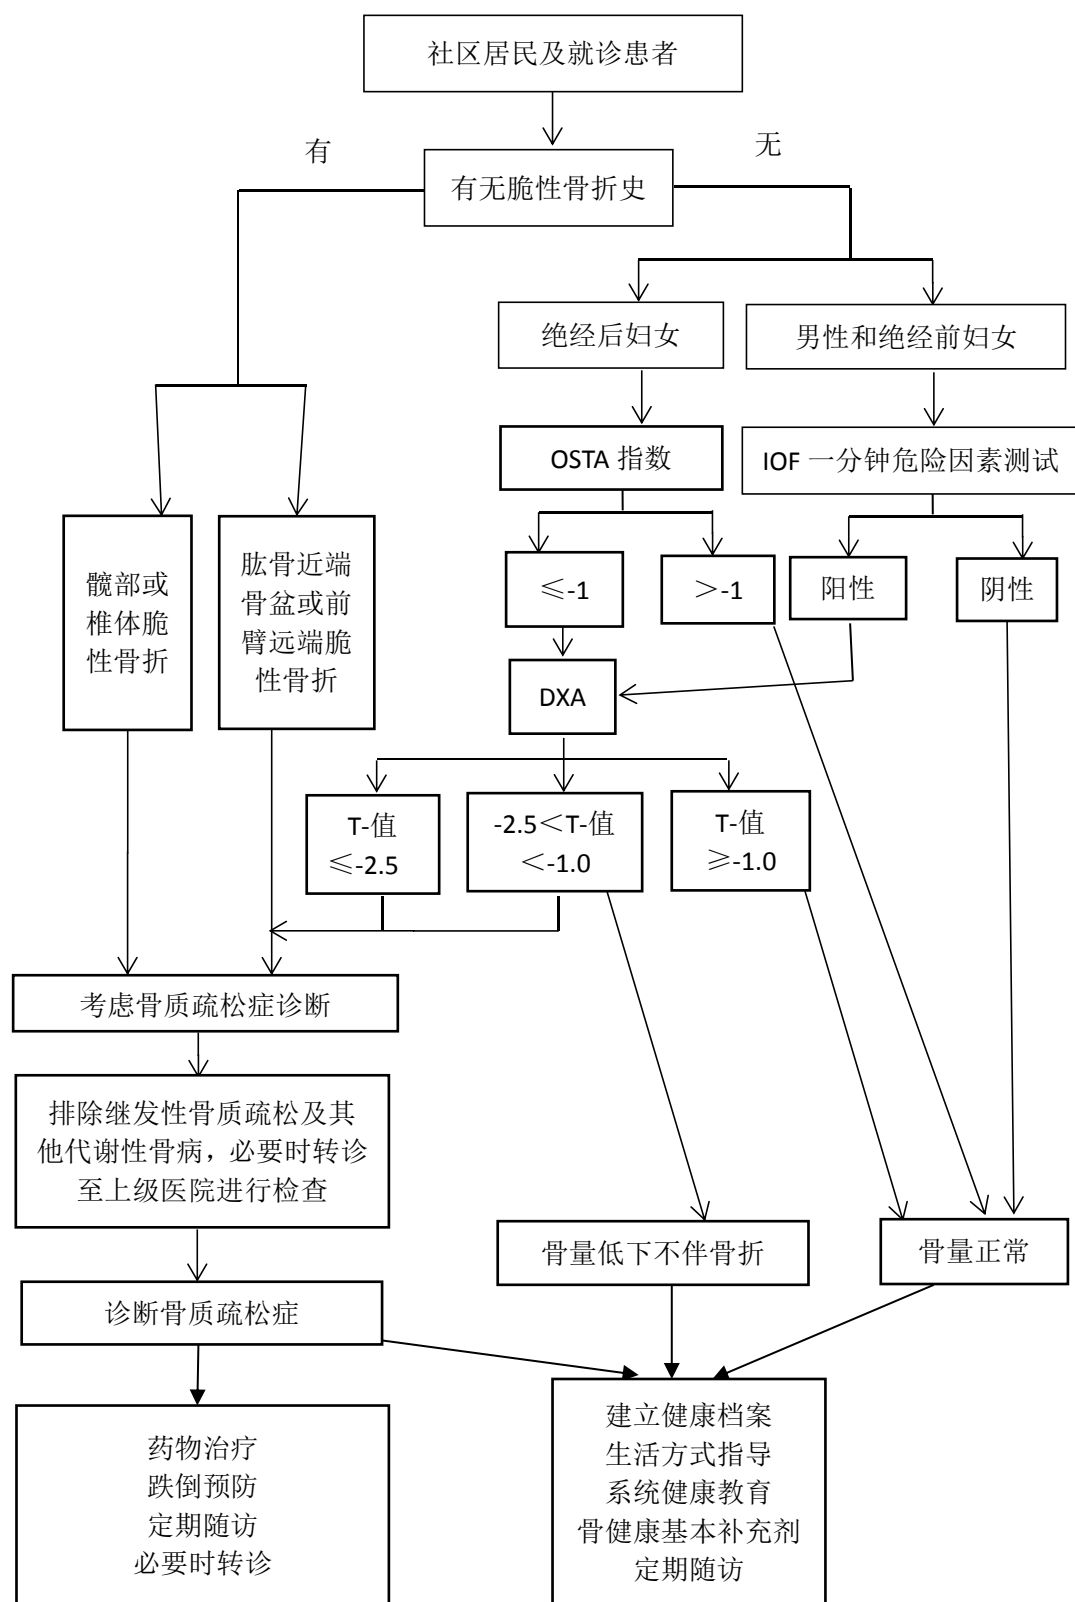 社区居民及就诊患者
有
无
有无脆性骨折史
绝经后妇女
男性和绝经前妇女
OSTA 指数
IOF 一分钟危险因素测试
髋部或
椎体脆
性骨折
肱骨近端
骨盆或前
臂远端脆
性骨折
≤-1
＞-1
阳性
阴性
DXA
T-值
≤-2.5
-2.5＜T-值
＜-1.0
T-值
≥-1.0
考虑骨质疏松症诊断
排除继发性骨质疏松及其
他代谢性骨病，必要时转诊
至上级医院进行检查
骨量低下不伴骨折
骨量正常
诊断骨质疏松症
药物治疗
跌倒预防
定期随访
必要时转诊
建立健康档案
生活方式指导
系统健康教育
骨健康基本补充剂
定期随访